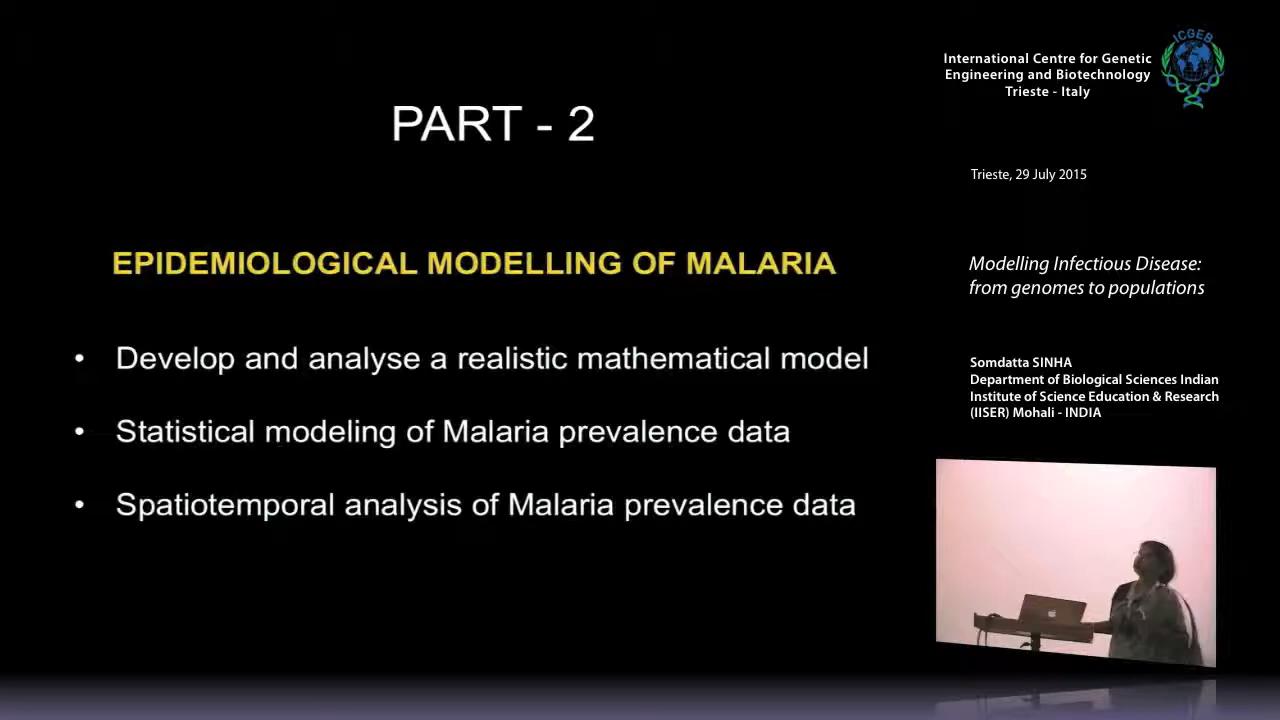 PART - 2
EPIDEMIOLOGICAL MODELLING OF MALARIA
• Develop and analyse a realistic mathematical model
• Statistical modeling of Malaria prevalence data
• Spatiotemporal analysis of Malaria prevalence data
International Centre for Genetic
Engineering and Biotechnology
Trieste - Italy
ICGEB
Trieste, 29 July 2015
Modelling Infectious Disease:
from genomes to populations
Somdatta SINHA
Department of Biological Sciences Indian
Institute of Science Education & Research
(IISER) Mohali - INDIA